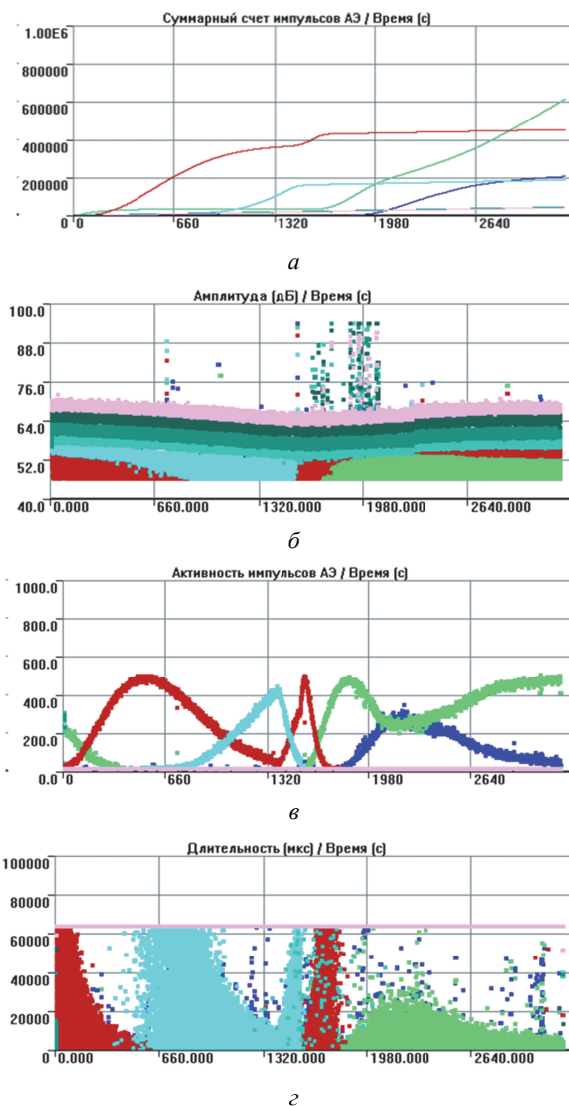 Суммарный счет импульсов АЭ / Время (с)
1.00E6
800000
600000
400000
200000
0 0 660 1320 1980 2640
а
Амплитуда (дБ) / Время (с)
100.0
88.0
76.0
64.0
52.0
40.0 0.000 660.000 1320.000 1980.000 2640.000
б
Активность импульсов АЭ / Время (с)
1000.0
800.0
600.0
400.0
200.0
0.0 0 660 1320 1980 2640
в
Длительность (мкс) / Время (с)
100000
80000
60000
40000
20000
0 0.000 660.000 1320.000 1980.000 2640.000
г